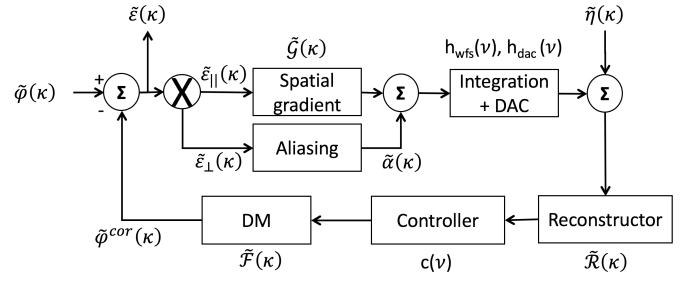 ε̃(κ)
η̃(κ)
𝒢̃(κ)
h_wfs(ν), h_dac(ν)
φ̃(κ)
+
-
Σ
X
ε̃_||(κ)
Spatial
gradient
Σ
Integration
+ DAC
Σ
ε̃_⊥(κ)
Aliasing
α̃(κ)
φ̃^cor(κ)
DM
Controller
Reconstructor
ℱ̃(κ)
c(ν)
ℛ̃(κ)